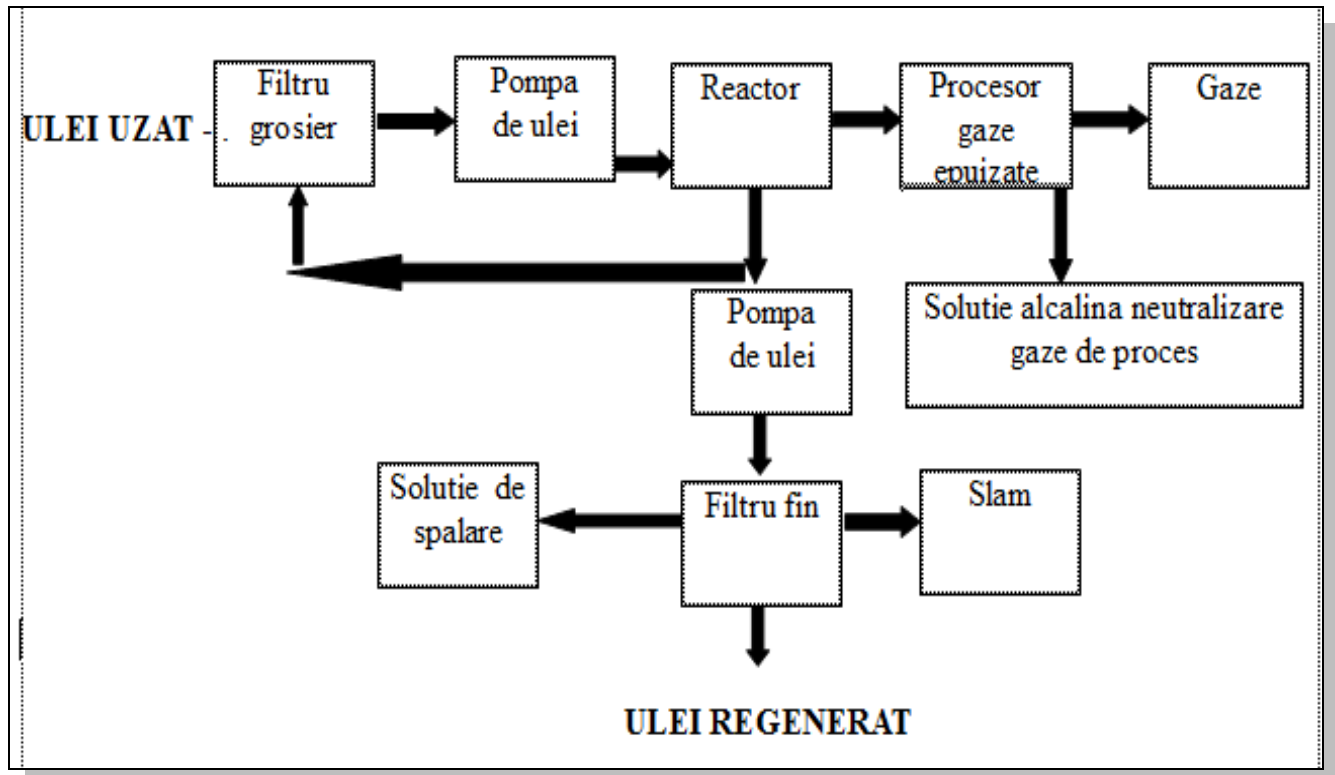 Filtru
grosier
Pompa
de ulei
Reactor
Procesor
gaze
epuizate
Gaze
ULEI UZAT - .
Pompa
de ulei
Solutie alcalina neutralizare
gaze de proces
Solutie de
spalare
Filtru fin
Slam
ULEI REGENERAT